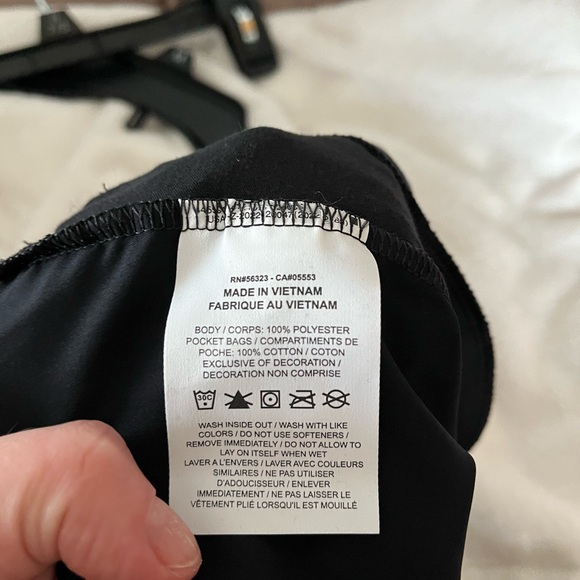 RN#56323 - CA#05553
MADE IN VIETNAM
FABRIQUE AU VIETNAM
BODY / CORPS: 100% POLYESTER
POCKET BAGS / COMPARTIMENTS DE
POCHE: 100% COTTON / COTON
EXCLUSIVE OF DECORATION /
DECORATION NON COMPRISE
30C
WASH INSIDE OUT / WASH WITH LIKE
COLORS / DO NOT USE SOFTENERS /
REMOVE IMMEDIATELY / DO NOT ALLOW TO
LAY ON ITSELF WHEN WET
LAVER A L'ENVERS / LAVER AVEC COULEURS
SIMILAIRES / NE PAS UTILISER
D'ADOUCISSEUR / ENLEVER
IMMEDIATEMENT / NE PAS LAISSER LE
VÊTEMENT PLIÉ LORSQU'IL EST MOUILLÉ